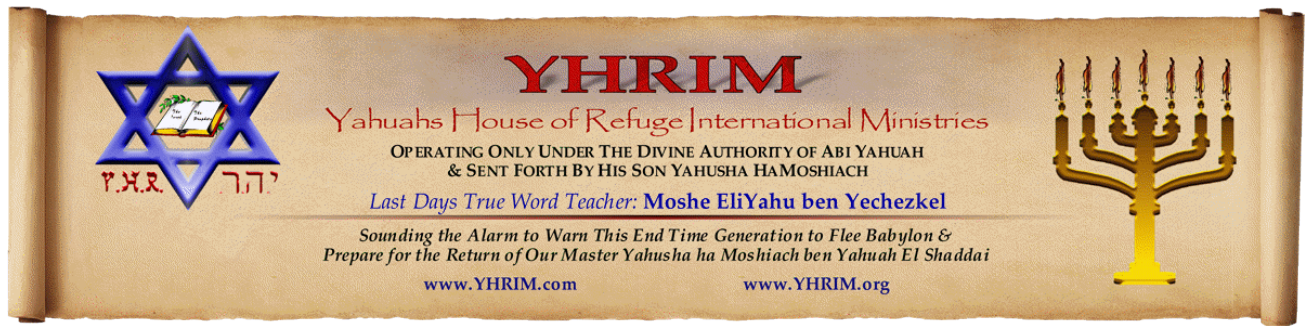 YHRIM
Yahuahs House of Refuge International Ministries
OPERATING ONLY UNDER THE DIVINE AUTHORITY OF ABI YAHUAH
& SENT FORTH BY HIS SON YAHUSHA HAMOSHIACH
Last Days True Word Teacher: Moshe EliYahu ben Yechezkel
Sounding the Alarm to Warn This End Time Generation to Flee Babylon &
Prepare for the Return of Our Master Yahusha ha Moshiach ben Yahuah El Shaddai
www.YHRIM.com www.YHRIM.org
Y.H.R. י.ה.ר.